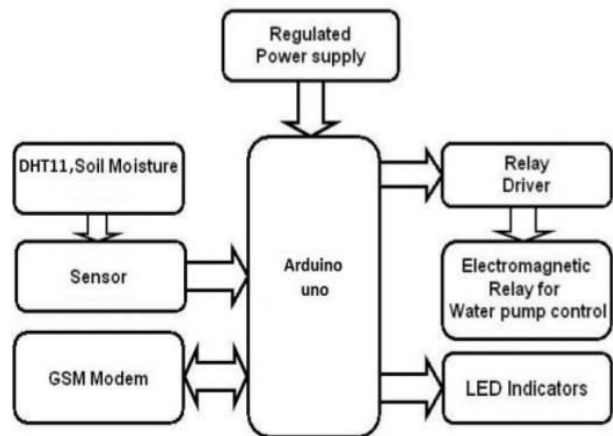 Regulated
Power supply
DHT11,Soil Moisture
Sensor
GSM Modem
Arduino
uno
Relay
Driver
Electromagnetic
Relay for
Water pump control
LED Indicators